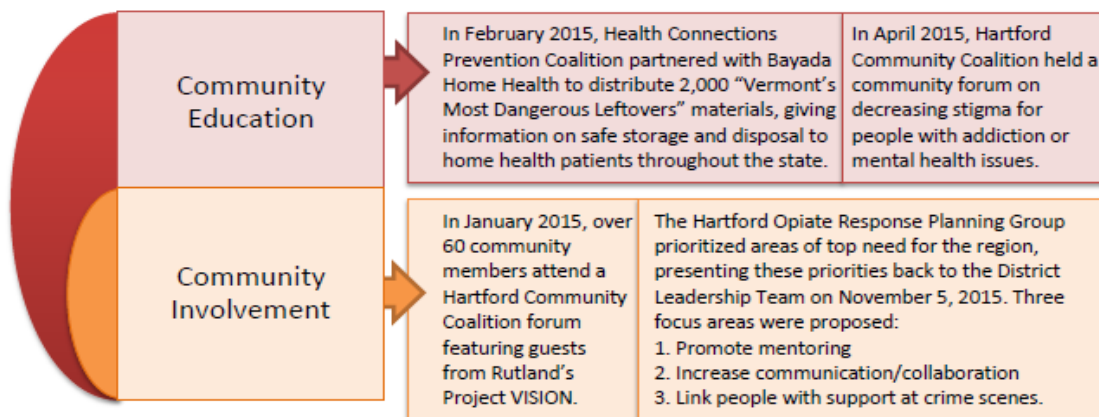 Community
Education
In February 2015, Health Connections
Prevention Coalition partnered with Bayada
Home Health to distribute 2,000 “Vermont’s
Most Dangerous Leftovers” materials, giving
information on safe storage and disposal to
home health patients throughout the state.
In April 2015, Hartford
Community Coalition held a
community forum on
decreasing stigma for
people with addiction or
mental health issues.
Community
Involvement
In January 2015, over
60 community
members attend a
Hartford Community
Coalition forum
featuring guests
from Rutland’s
Project VISION.
The Hartford Opiate Response Planning Group
prioritized areas of top need for the region,
presenting these priorities back to the District
Leadership Team on November 5, 2015. Three
focus areas were proposed:
1. Promote mentoring
2. Increase communication/collaboration
3. Link people with support at crime scenes.